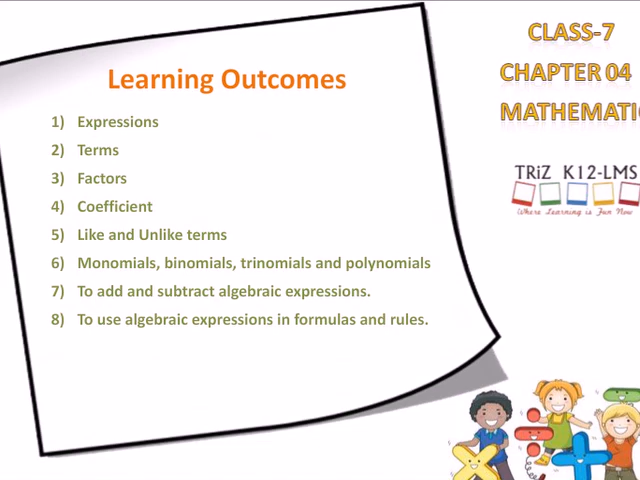 CLASS-7
CHAPTER 04
MATHEMATI
Learning Outcomes
1) Expressions
2) Terms
3) Factors
4) Coefficient
5) Like and Unlike terms
6) Monomials, binomials, trinomials and polynomials
7) To add and subtract algebraic expressions.
8) To use algebraic expressions in formulas and rules.
TRiZ K12-LMS
Where Learning is Fun Now